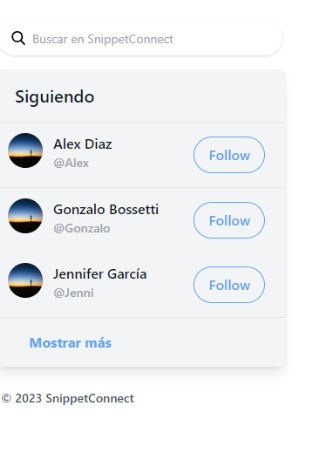 Buscar en SnippetConnect
Siguiendo
Alex Diaz
@Alex
Follow
Gonzalo Bossetti
@Gonzalo
Follow
Jennifer García
@Jenni
Follow
Mostrar más
© 2023 SnippetConnect